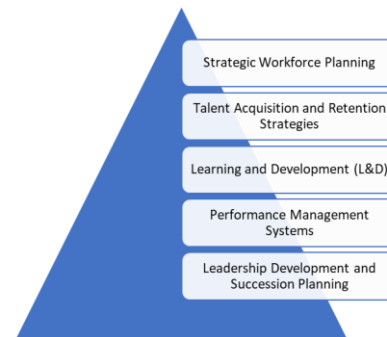 Strategic Workforce Planning
Talent Acquisition and Retention
Strategies
Learning and Development (L&D)
Performance Management
Systems
Leadership Development and
Succession Planning